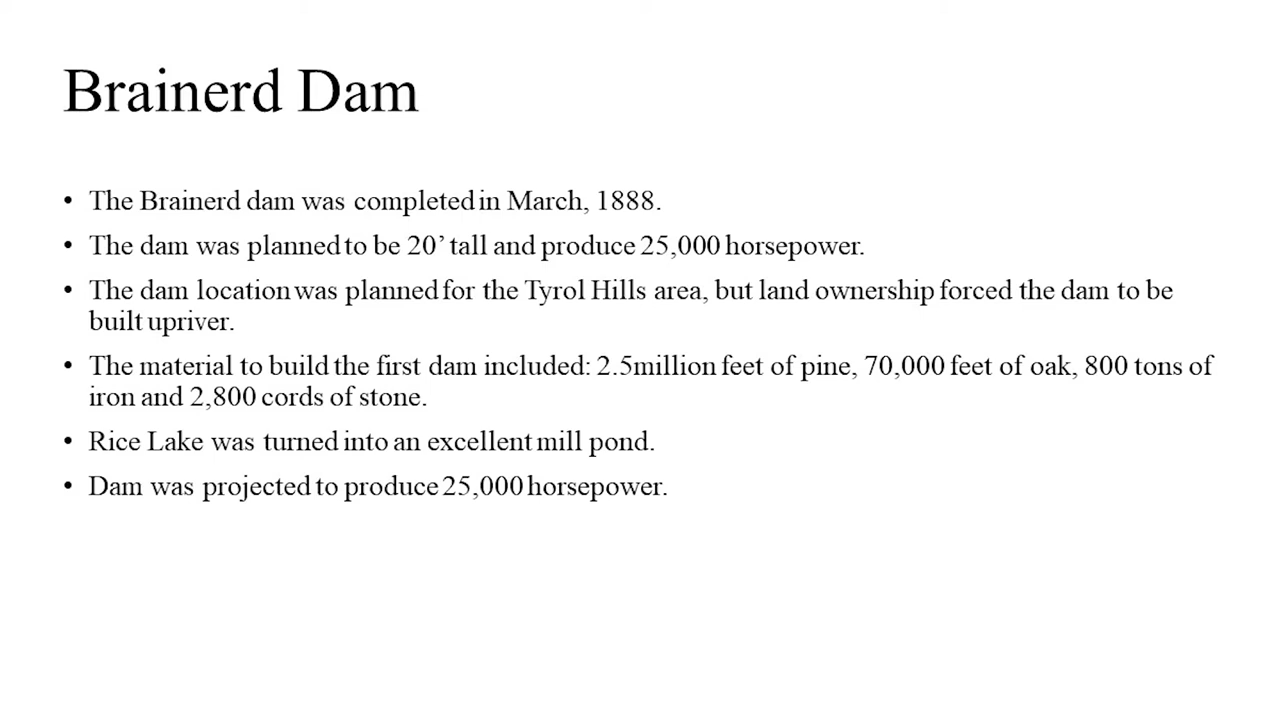 Brainerd Dam
• The Brainerd dam was completed in March, 1888.
• The dam was planned to be 20’ tall and produce 25,000 horsepower.
• The dam location was planned for the Tyrol Hills area, but land ownership forced the dam to be
built upriver.
• The material to build the first dam included: 2.5million feet of pine, 70,000 feet of oak, 800 tons of
iron and 2,800 cords of stone.
• Rice Lake was turned into an excellent mill pond.
• Dam was projected to produce 25,000 horsepower.